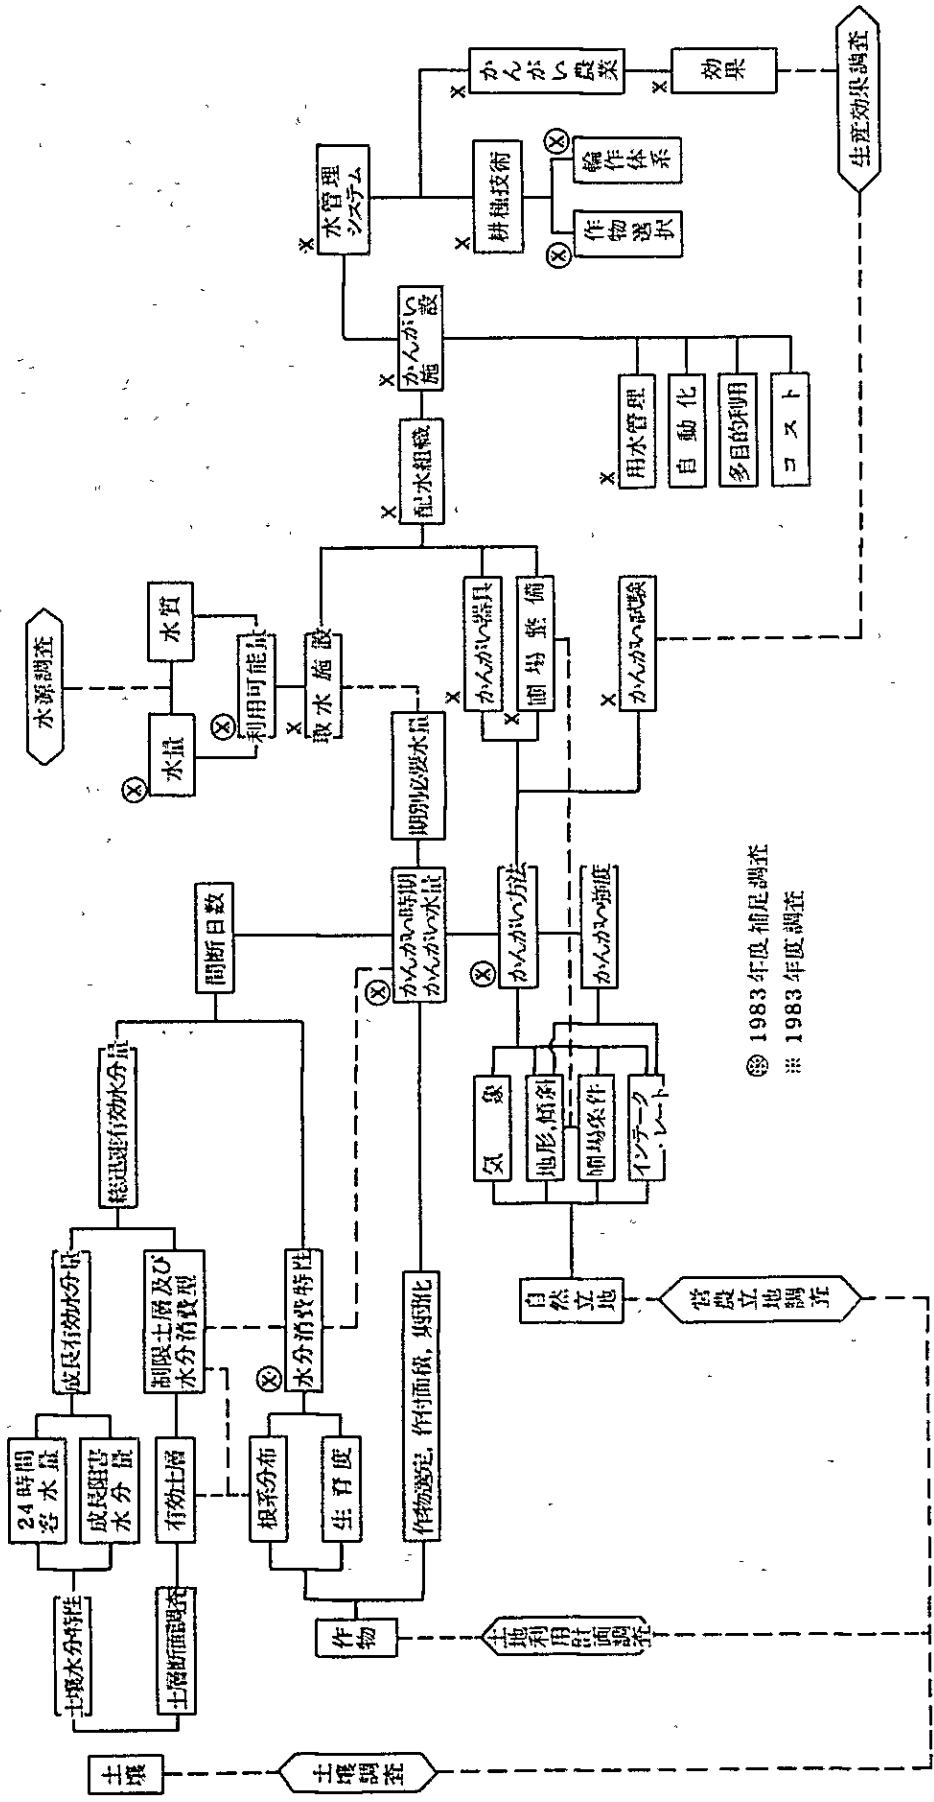 土壌
土壌調査
土壌水分特性
土層断面調査
24時間
容水量
成長阻害
水分量
有効土層
成長有効水分量
制限土層及び
水分消費型
総迅速有効水分量
間断日数
作物
土地利用計画調査
根系分布
生育度
水分消費特性
作物選定，作付面積，
自然
立地
営農立地調査
気象
地形，傾斜
圃場条件
インテーク
・レート
かんがい時期
かんがい水量
かんがい方法
かんがい強度
期別必要水量
水源調査
水量
水質
利用可能量
取水施設
かんがい器具
圃場整備
かんがい試験
配水組織
かんがい設
施
用水管理
自動化
多目的利用
コスト
水管理
システム
耕種技術
作物
選択
輪作
体系
かんがい農業
効果
生産効果調査
1983年度補足調査
※ 1983年度調査